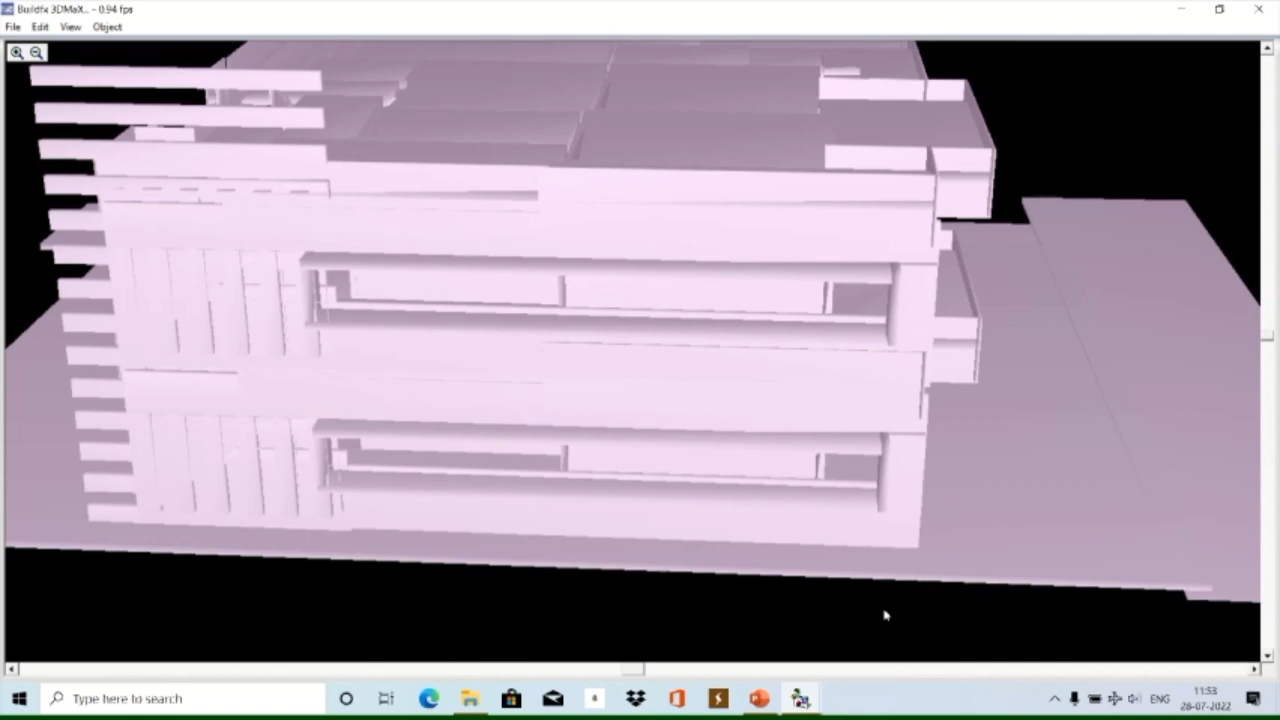 Buildfx 3DMaX... - 0.94 fps
File Edit View Object
Type here to search
ENG
11:53
28-07-2022